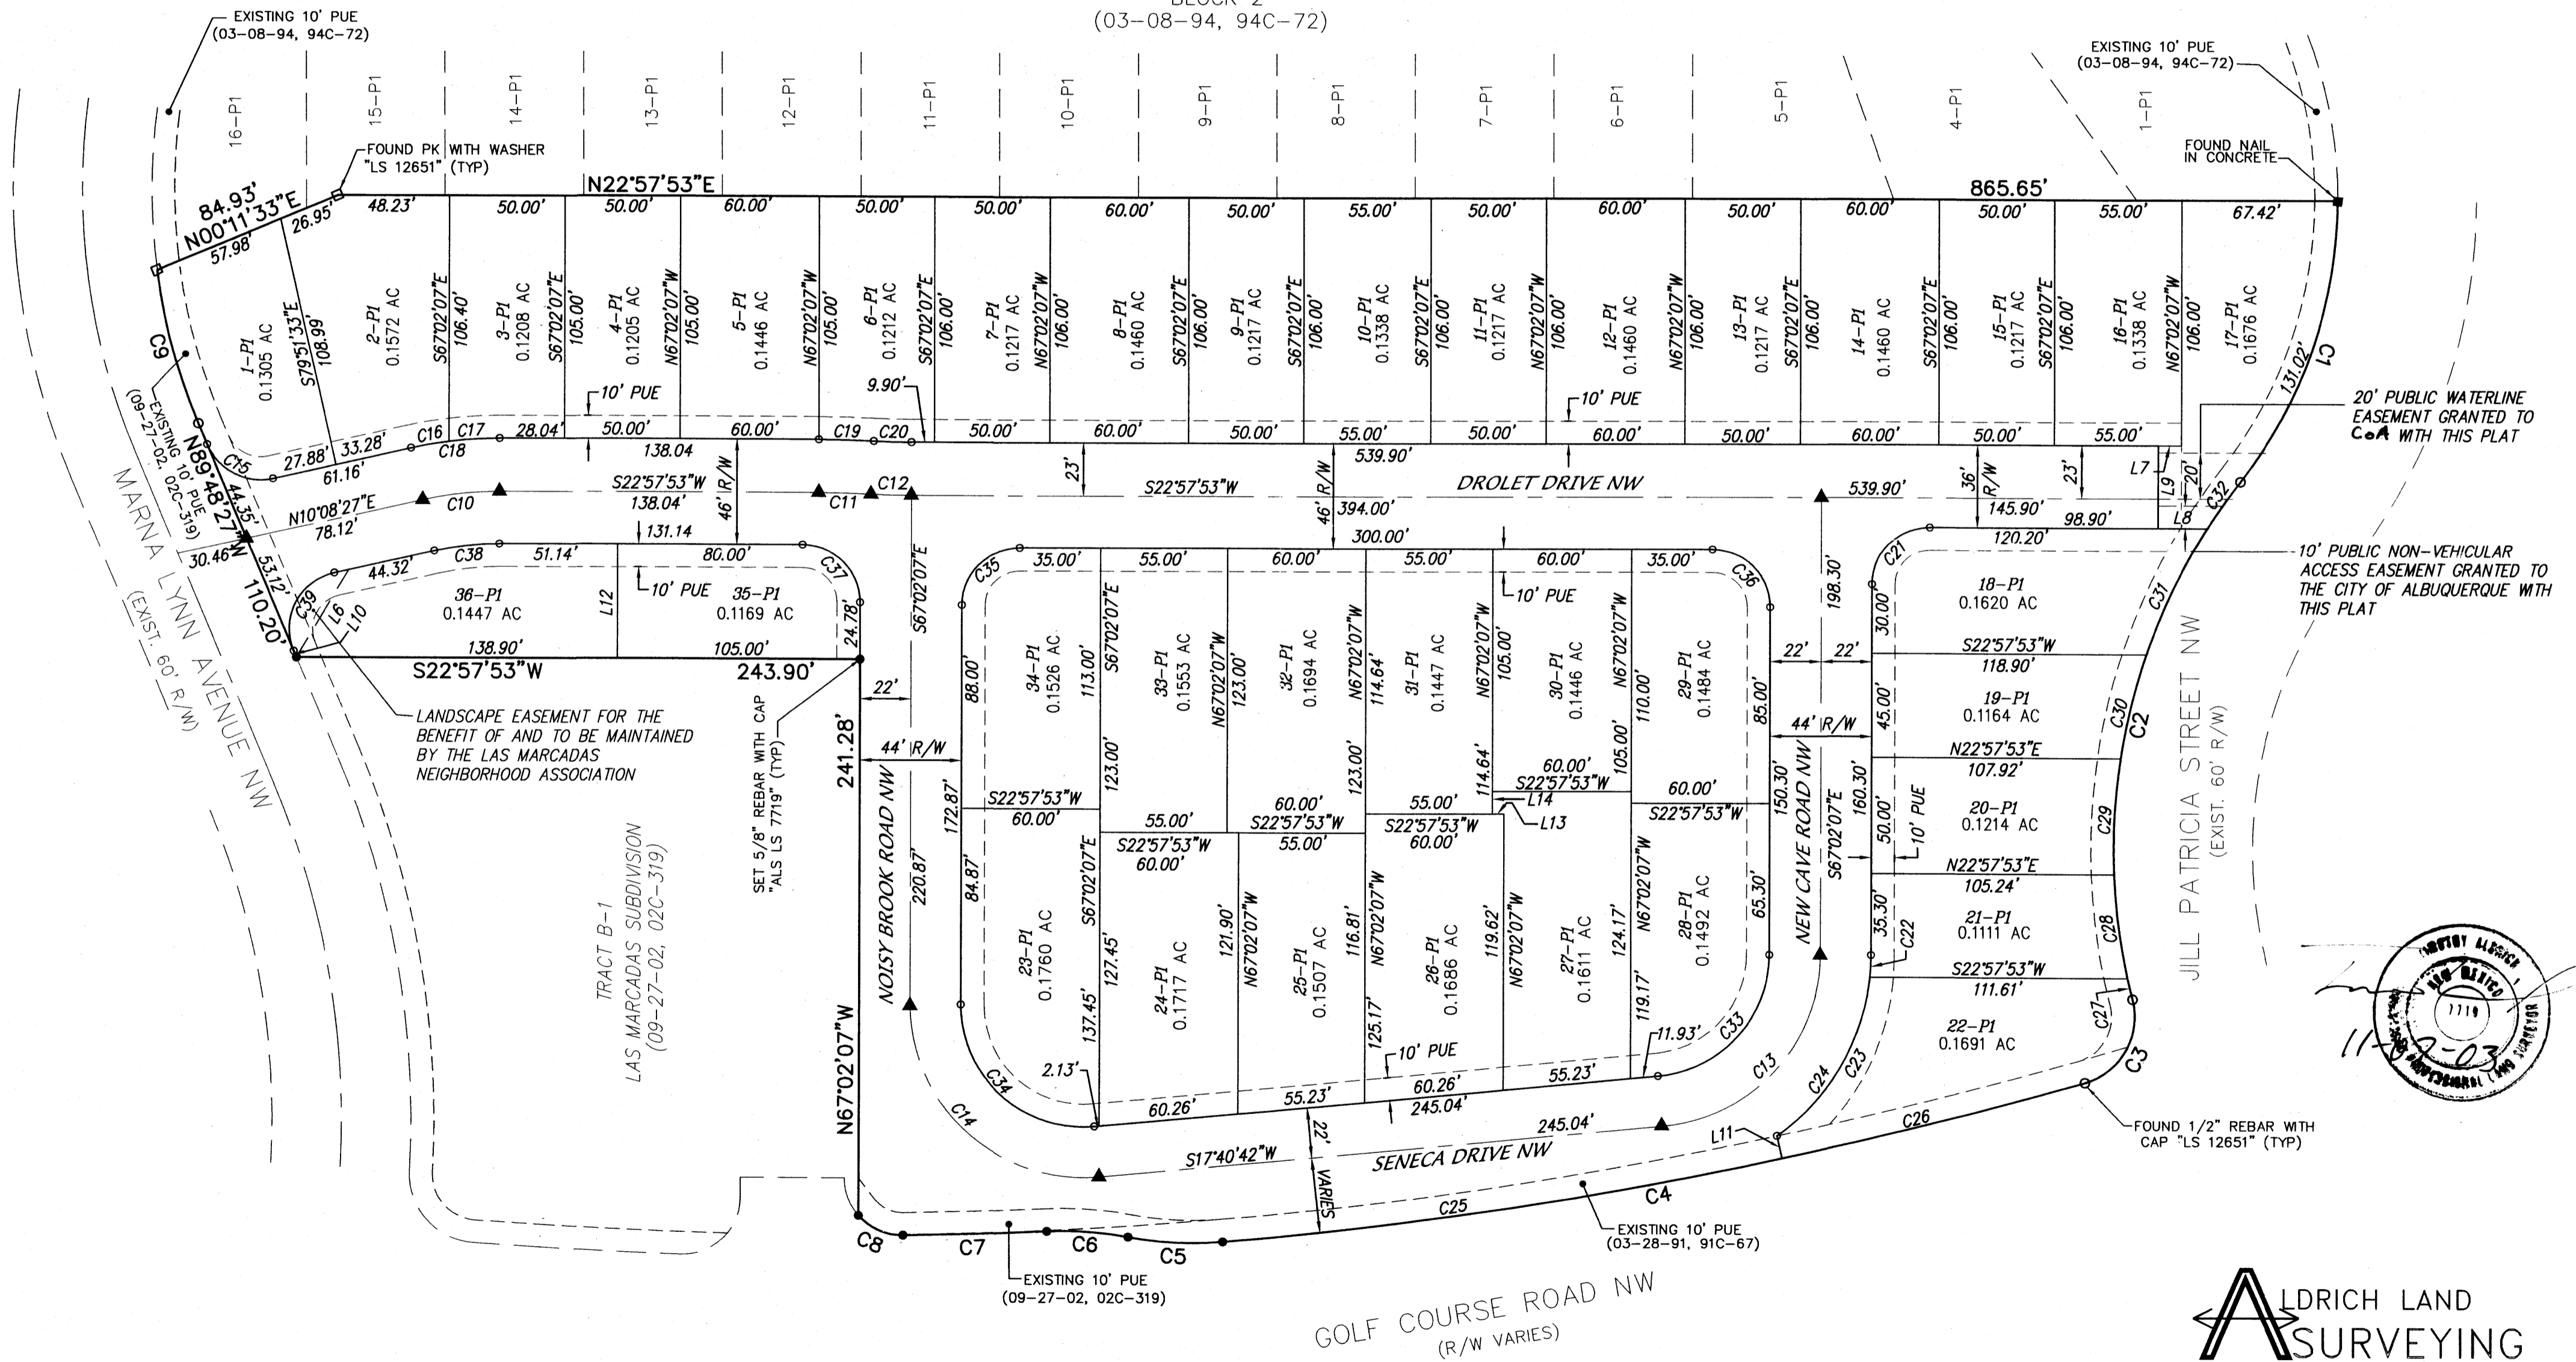 BLOCK 2
(03-08-94, 94C-72)
EXISTING 10' PUE
(03-08-94, 94C-72)
EXISTING 10' PUE
(03-08-94, 94C-72)
16-P1
15-P1
14-P1
13-P1
12-P1
11-P1
10-P1
9-P1
8-P1
7-P1
6-P1
5-P1
4-P1
1-P1
FOUND PK WITH WASHER
"LS 12651" (TYP)
FOUND NAIL
IN CONCRETE
84.93'
N00°11'33"E
57.98'
26.95'
N22°57'53"E
865.65'
48.23'
50.00'
50.00'
60.00'
50.00'
50.00'
60.00'
50.00'
55.00'
50.00'
60.00'
50.00'
60.00'
50.00'
55.00'
67.42'
C9
1-P1
0.1305 AC
S79°51'33"E
108.69'
2-P1
0.1572 AC
S67°02'07"E
106.40'
3-P1
0.1208 AC
S67°02'07"E
105.00'
4-P1
0.1205 AC
N67°02'07"W
105.00'
5-P1
0.1446 AC
N67°02'07"W
105.00'
6-P1
0.1212 AC
S67°02'07"E
106.00'
7-P1
0.1217 AC
N67°02'07"W
106.00'
8-P1
0.1460 AC
S67°02'07"E
106.00'
9-P1
0.1217 AC
S67°02'07"E
106.00'
10-P1
0.1338 AC
S67°02'07"E
106.00'
11-P1
0.1217 AC
N67°02'07"W
106.00'
12-P1
0.1460 AC
N67°02'07"W
106.00'
13-P1
0.1217 AC
S67°02'07"E
106.00'
14-P1
0.1460 AC
S67°02'07"E
106.00'
15-P1
0.1217 AC
S67°02'07"E
106.00'
16-P1
0.1338 AC
N67°02'07"W
106.00'
17-P1
0.1676 AC
131.02'
C1
EXISTING 10' PUE
(09-27-02, 02C-319)
10' PUE
9.90'
10' PUE
20' PUBLIC WATERLINE
EASEMENT GRANTED TO
CoA WITH THIS PLAT
C15
27.88'
33.28'
C16
C17
28.04'
50.00'
60.00'
C19
C20
50.00'
60.00'
50.00'
55.00'
50.00'
60.00'
50.00'
60.00'
50.00'
55.00'
61.16'
C18
138.04
539.90'
L7
L9
20'
L8
C32
N89°48'27"W
44.35'
53.12'
110.20'
N10°08'27"E
78.12'
30.46'
C10
S22°57'53"W
138.04'
46' R/W
C11
C12
23'
S22°57'53"W
46' R/W
394.00'
DROLET DRIVE NW
539.90'
36'
R/W
23'
145.90'
98.90'
131.14
300.00'
120.20'
MARNA LYNN AVENUE NW
(EXIST. 60' R/W)
C39
44.32'
C38
51.14'
80.00'
C37
L6
L10
36-P1
0.1447 AC
L12
10' PUE
35-P1
0.1169 AC
24.78'
138.90'
105.00'
S22°57'53"W
243.90'
S67°02'07"E
C35
35.00'
55.00'
60.00'
55.00'
60.00'
35.00'
C36
10' PUE
C21
10' PUBLIC NON-VEHICULAR
ACCESS EASEMENT GRANTED TO
THE CITY OF ALBUQUERQUE WITH
THIS PLAT
198.30'
30.00'
18-P1
0.1620 AC
C31
S22°57'53"W
118.90'
22'
22'
LANDSCAPE EASEMENT FOR THE
BENEFIT OF AND TO BE MAINTAINED
BY THE LAS MARCADAS
NEIGHBORHOOD ASSOCIATION
SET 5/8" REBAR WITH CAP
"ALS LS 7719" (TYP)
241.28'
22'
44' R/W
88.00'
34-P1
0.1526 AC
113.00'
S67°02'07"E
123.00'
33-P1
0.1553 AC
N67°02'07"W
123.00'
32-P1
0.1694 AC
N67°02'07"W
114.64'
123.00'
31-P1
0.1447 AC
N67°02'07"W
105.00'
114.64'
30-P1
0.1446 AC
N67°02'07"W
110.00'
105.00'
29-P1
0.1484 AC
85.00'
44' R/W
45.00'
19-P1
0.1164 AC
C30
C2
N22°57'53"E
107.92'
60.00'
S22°57'53"W
L14
L13
60.00'
S22°57'53"W
S22°57'53"W
60.00'
55.00'
S22°57'53"W
60.00'
60.00'
S22°57'53"W
55.00'
55.00'
S22°57'53"W
60.00'
172.87'
150.30'
160.30'
NEW CAVE ROAD NW
S67°02'07"E
50.00'
10' PUE
20-P1
0.1214 AC
C29
N22°57'53"E
105.24'
JILL PATRICIA STREET NW
(EXIST. 60' R/W)
TRACT B-1
LAS MARCADAS SUBDIVISION
(09-27-02, 02C-319)
NOISY BROOK ROAD NW
220.87'
84.87'
23-P1
0.1760 AC
S67°02'07"E
127.45'
137.45'
24-P1
0.1717 AC
121.90'
N67°02'07"W
25-P1
0.1507 AC
116.81'
N67°02'07"W
125.17'
26-P1
0.1686 AC
119.62'
N67°02'07"W
27-P1
0.1611 AC
124.17'
N67°02'07"W
119.17'
28-P1
0.1492 AC
65.30'
35.30'
C22
21-P1
0.1111 AC
C28
S22°57'53"W
111.61'
C27
22-P1
0.1691 AC
C3
NEW MEXICO
7719
11-07-03
N67°02'07"W
C34
2.13'
10' PUE
11.93'
C33
C13
C24
C23
C14
60.26'
55.23'
60.26'
55.23'
245.04'
245.04'
22'
VARIES
S17°40'42"W
SENECA DRIVE NW
L11
C26
FOUND 1/2" REBAR WITH
CAP "LS 12651" (TYP)
C25
C4
C8
C7
C6
C5
EXISTING 10' PUE
(03-28-91, 91C-67)
EXISTING 10' PUE
(09-27-02, 02C-319)
GOLF COURSE ROAD NW
(R/W VARIES)
ALDRICH LAND
SURVEYING